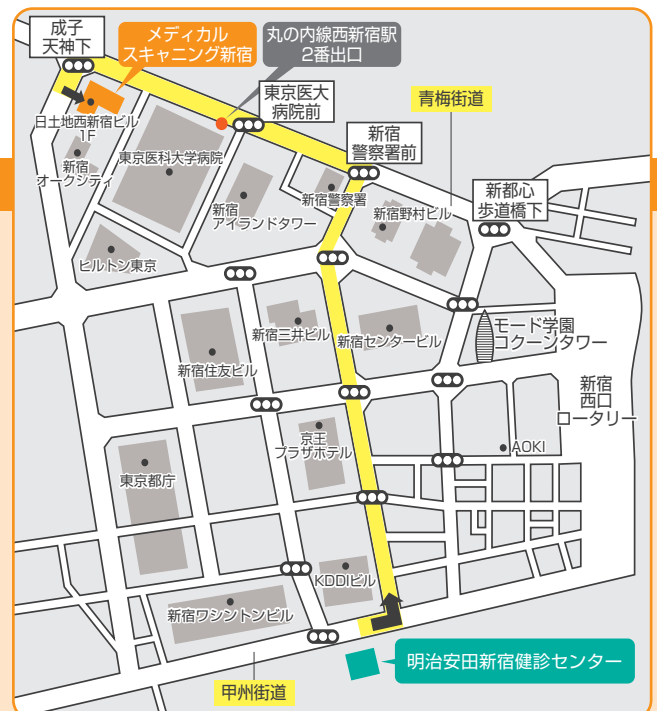 成子
天神下
メディカル
スキャニング新宿
丸の内線西新宿駅
2番出口
東京医大
病院前
青梅街道
日土地西新宿ビル
1F
新宿
オークシティ
東京医科大学病院
新宿
警察署前
新宿
アイランドタワー
新宿警察署
新宿野村ビル
新都心
歩道橋下
ヒルトン東京
新宿住友ビル
新宿三井ビル
新宿センタービル
モード学園
コクーンタワー
新宿
西口
ロータリー
京王
プラザホテル
AOKI
東京都庁
KDDIビル
新宿ワシントンビル
明治安田新宿健診センター
甲州街道